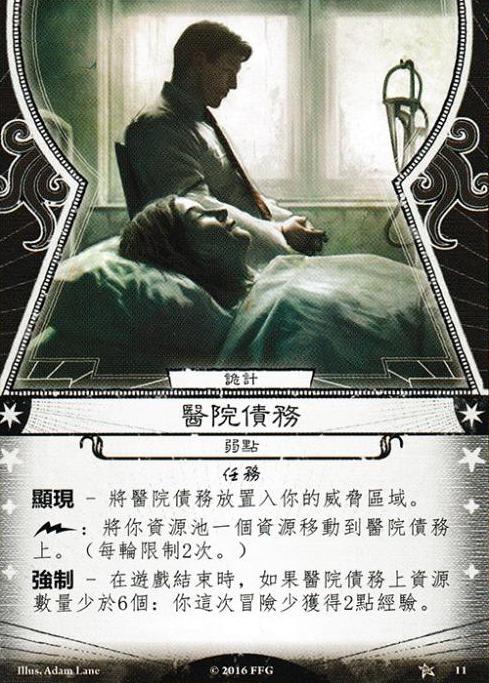 詭計
醫院債務
弱點
任務
顯現 - 將醫院債務放置入你的威脅區域。
：將你資源池一個資源移動到醫院債務
上。（每輪限制2次。）
強制 - 在遊戲結束時，如果醫院債務上資源
數量少於6個：你這次冒險少獲得2點經驗。
Illus. Adam Lane
© 2016 FFG
11